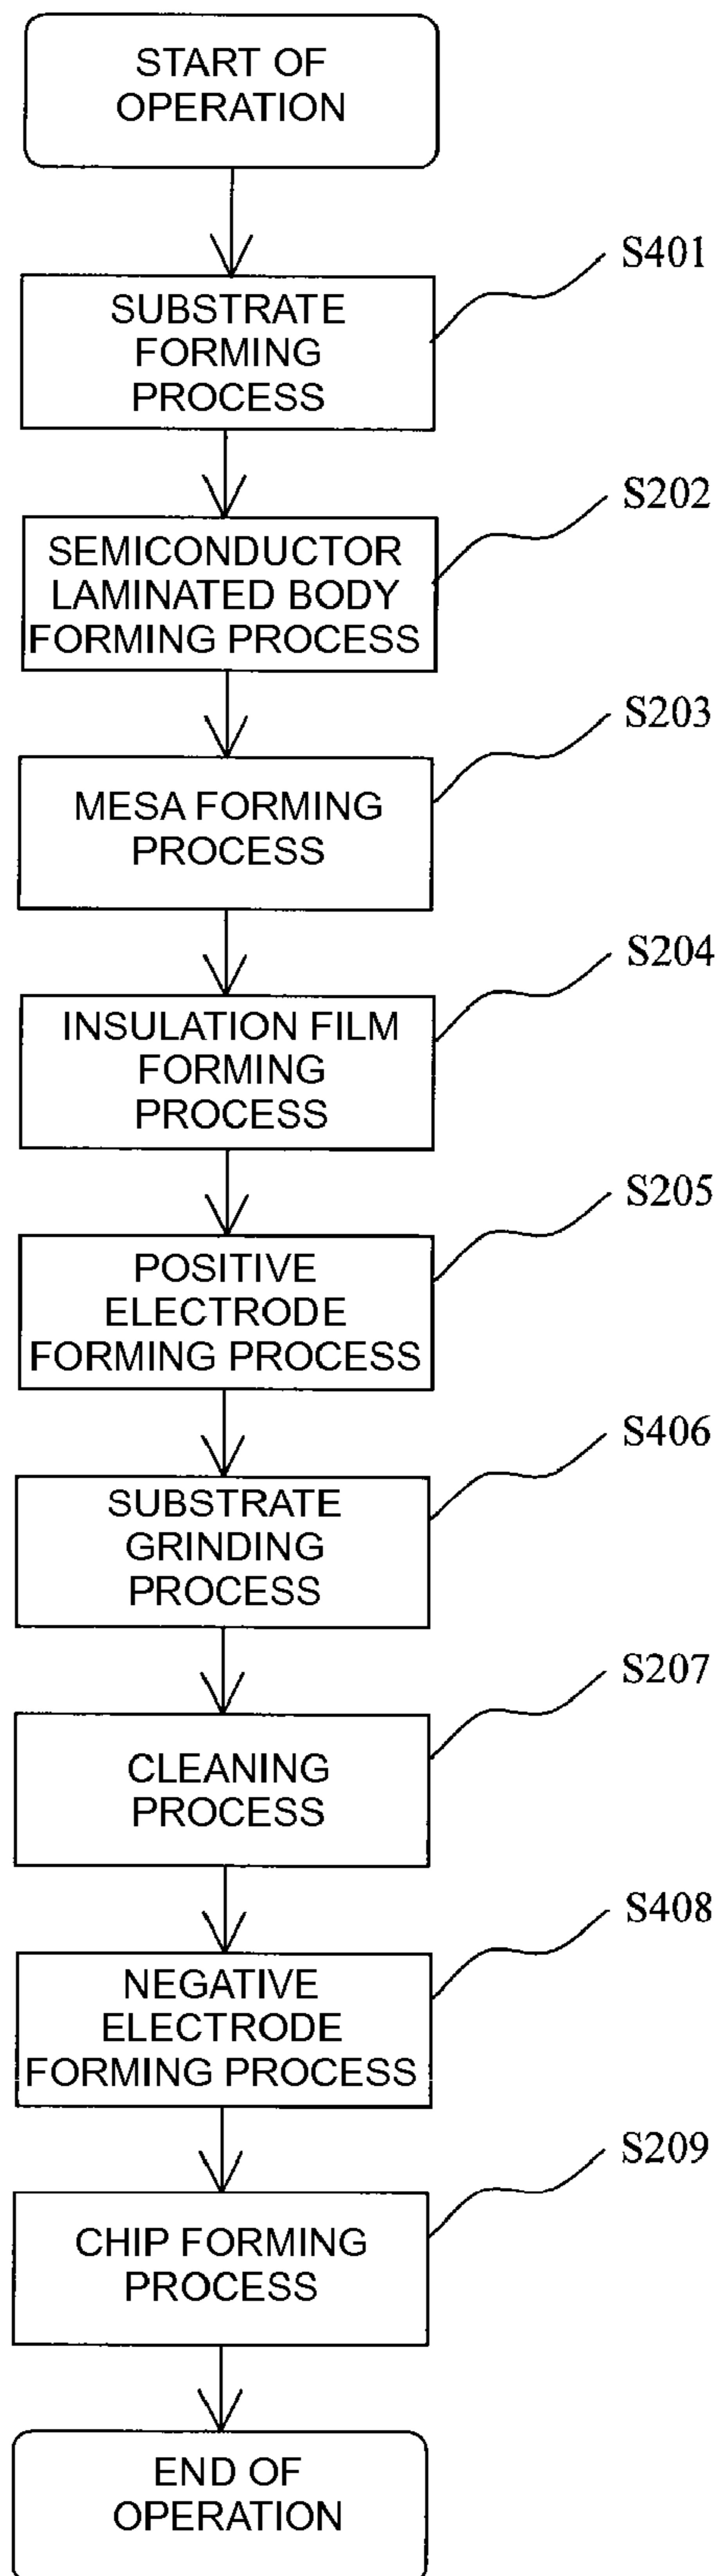 START OF
OPERATION
S401
SUBSTRATE
FORMING
PROCESS
S202
SEMICONDUCTOR
LAMINATED BODY
FORMING PROCESS
S203
MESA FORMING
PROCESS
S204
INSULATION FILM
FORMING
PROCESS
S205
POSITIVE
ELECTRODE
FORMING PROCESS
S406
SUBSTRATE
GRINDING
PROCESS
S207
CLEANING
PROCESS
S408
NEGATIVE
ELECTRODE
FORMING PROCESS
S209
CHIP FORMING
PROCESS
END OF
OPERATION